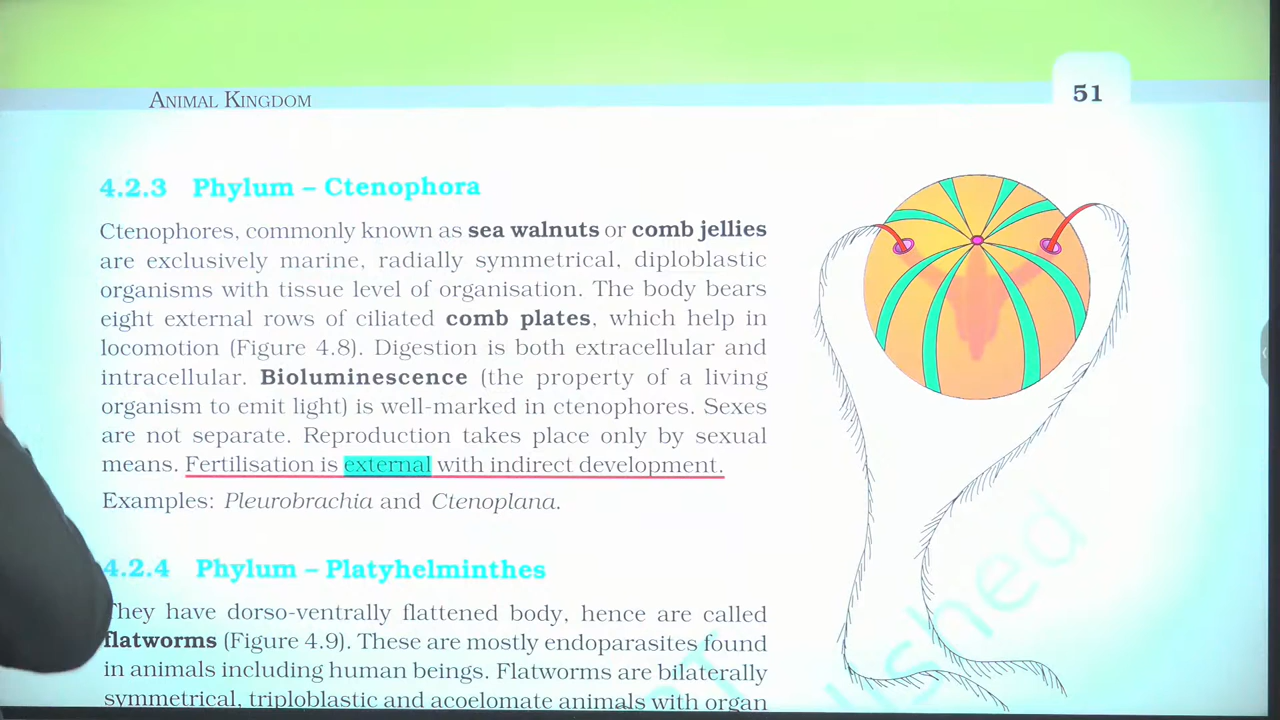 ANIMAL KINGDOM
51
4.2.3 Phylum – Ctenophora
Ctenophores, commonly known as sea walnuts or comb jellies
are exclusively marine, radially symmetrical, diploblastic
organisms with tissue level of organisation. The body bears
eight external rows of ciliated comb plates, which help in
locomotion (Figure 4.8). Digestion is both extracellular and
intracellular. Bioluminescence (the property of a living
organism to emit light) is well-marked in ctenophores. Sexes
are not separate. Reproduction takes place only by sexual
means. Fertilisation is external with indirect development.
Examples: Pleurobrachia and Ctenoplana.
4.2.4 Phylum – Platyhelminthes
They have dorso-ventrally flattened body, hence are called
flatworms (Figure 4.9). These are mostly endoparasites found
in animals including human beings. Flatworms are bilaterally
symmetrical, triploblastic and acoelomate animals with organ